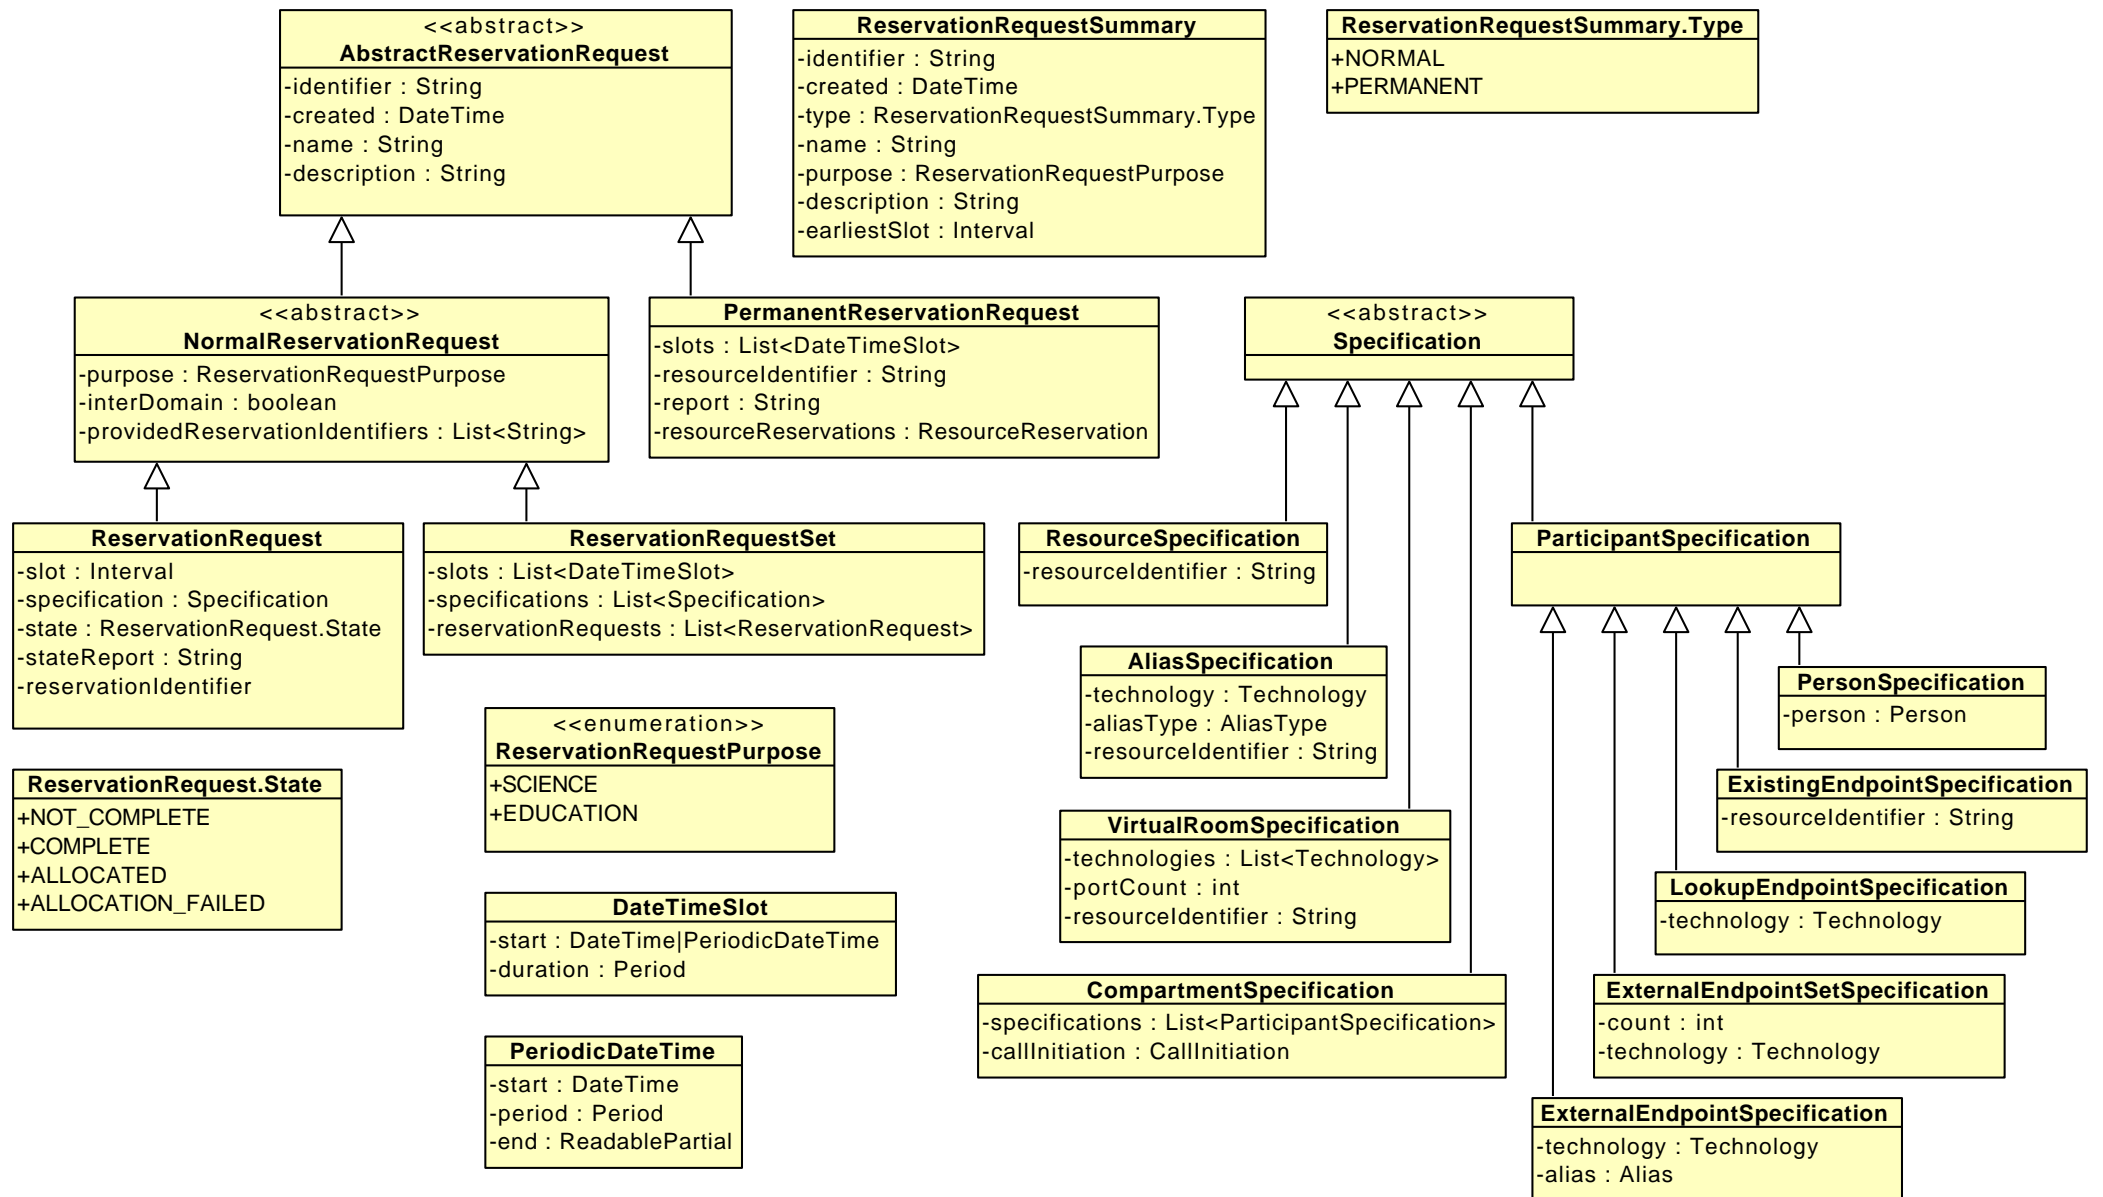 <<abstract>>
AbstractReservationRequest
-identifier : String
-created : DateTime
-name : String
-description : String
ReservationRequestSummary
-identifier : String
-created : DateTime
-type : ReservationRequestSummary.Type
-name : String
-purpose : ReservationRequestPurpose
-description : String
-earliestSlot : Interval
ReservationRequestSummary.Type
+NORMAL
+PERMANENT
<<abstract>>
NormalReservationRequest
-purpose : ReservationRequestPurpose
-interDomain : boolean
-providedReservationIdentifiers : List<String>
PermanentReservationRequest
-slots : List<DateTimeSlot>
-resourceIdentifier : String
-report : String
-resourceReservations : ResourceReservation
<<abstract>>
Specification
ReservationRequest
-slot : Interval
-specification : Specification
-state : ReservationRequest.State
-stateReport : String
-reservationIdentifier
ReservationRequestSet
-slots : List<DateTimeSlot>
-specifications : List<Specification>
-reservationRequests : List<ReservationRequest>
ResourceSpecification
-resourceIdentifier : String
ParticipantSpecification
AliasSpecification
-technology : Technology
-aliasType : AliasType
-resourceIdentifier : String
PersonSpecification
-person : Person
<<enumeration>>
ReservationRequestPurpose
+SCIENCE
+EDUCATION
ReservationRequest.State
+NOT_COMPLETE
+COMPLETE
+ALLOCATED
+ALLOCATION_FAILED
ExistingEndpointSpecification
-resourceIdentifier : String
VirtualRoomSpecification
-technologies : List<Technology>
-portCount : int
-resourceIdentifier : String
LookupEndpointSpecification
-technology : Technology
DateTimeSlot
-start : DateTime|PeriodicDateTime
-duration : Period
CompartmentSpecification
-specifications : List<ParticipantSpecification>
-callInitiation : CallInitiation
ExternalEndpointSetSpecification
-count : int
-technology : Technology
PeriodicDateTime
-start : DateTime
-period : Period
-end : ReadablePartial
ExternalEndpointSpecification
-technology : Technology
-alias : Alias